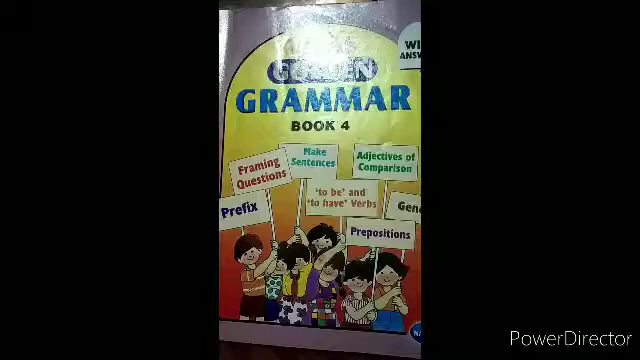 GOLDEN
GRAMMAR
BOOK 4
Framing
Questions
Make
Sentences
Adjectives of
Comparison
Prefix
'to be' and
'to have' Verbs
Prepositions
PowerDirector